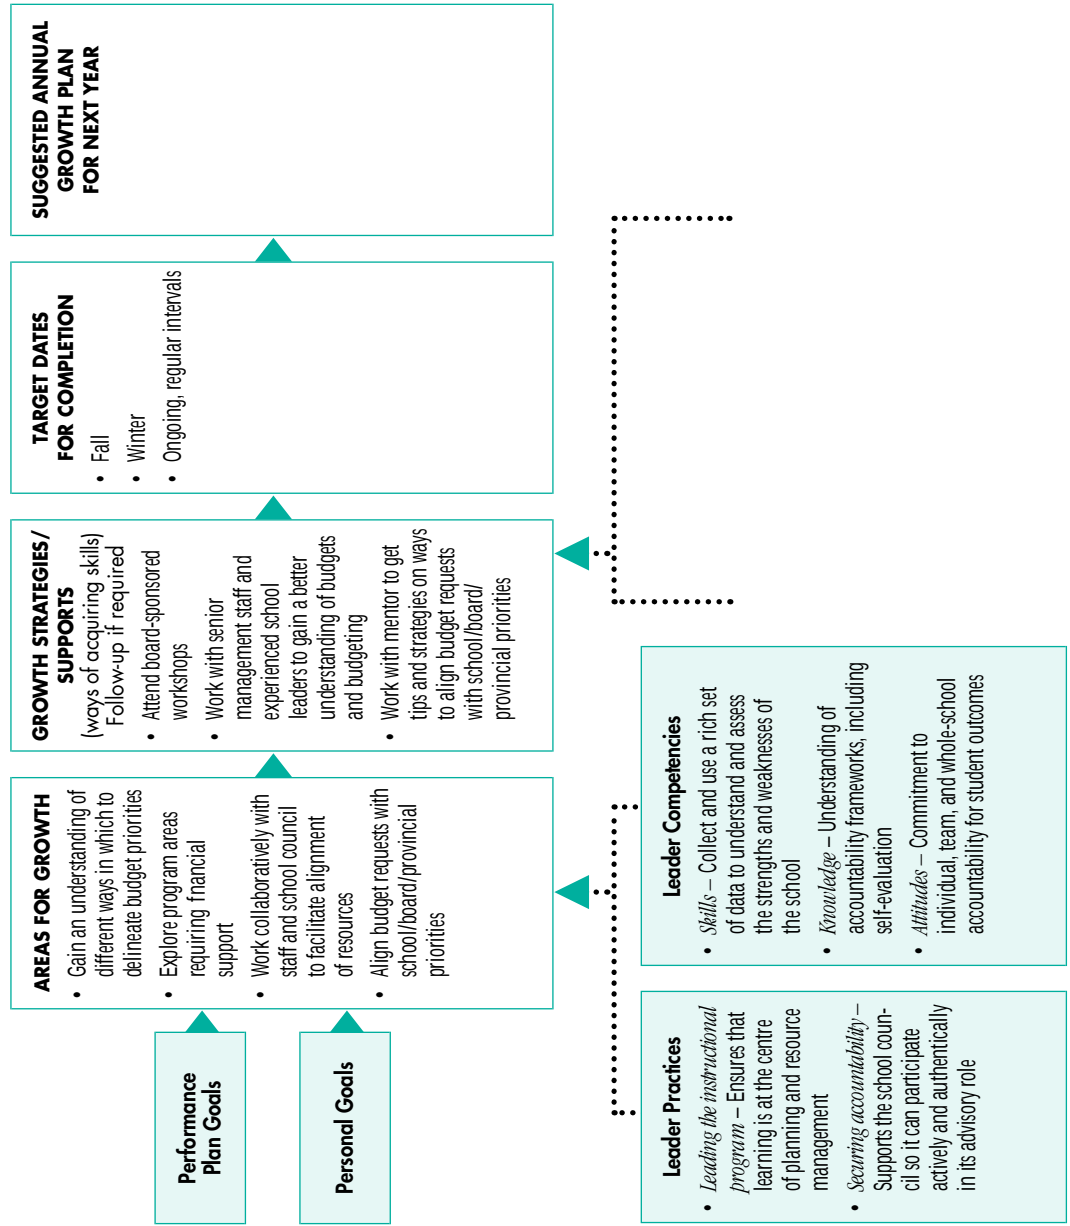 Performance
Plan Goals
Personal Goals
AREAS FOR GROWTH
• Gain an understanding of
different ways in which to
delineate budget priorities
• Explore program areas
requiring financial
support
• Work collaboratively with
staff and school council
to facilitate alignment
of resources
• Align budget requests with
school/board/provincial
priorities
GROWTH STRATEGIES/
SUPPORTS
(ways of acquiring skills)
Follow-up if required
• Attend board-sponsored
workshops
• Work with senior
management staff and
experienced school
leaders to gain a better
understanding of budgets
and budgeting
• Work with mentor to get
tips and strategies on ways
to align budget requests
with school/board/
provincial priorities
TARGET DATES
FOR COMPLETION
• Fall
• Winter
• Ongoing, regular intervals
SUGGESTED ANNUAL
GROWTH PLAN
FOR NEXT YEAR
Leader Practices
• Leading the instructional
program – Ensures that
learning is at the centre
of planning and resource
management
• Securing accountability –
Supports the school coun-
cil so it can participate
actively and authentically
in its advisory role
Leader Competencies
• Skills – Collect and use a rich set
of data to understand and assess
the strengths and weaknesses of
the school
• Knowledge – Understanding of
accountability frameworks, including
self-evaluation
• Attitudes – Commitment to
individual, team, and whole-school
accountability for student outcomes